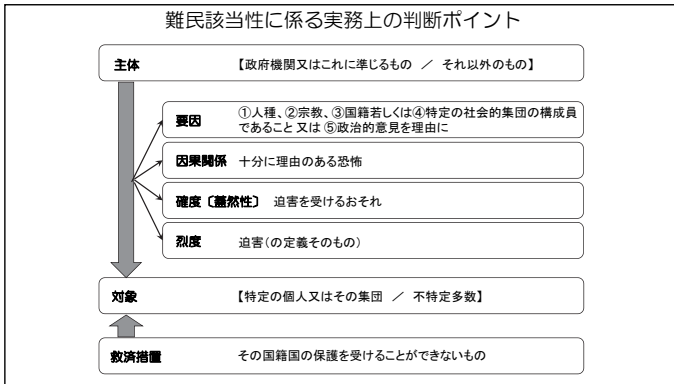 難民該当性に係る実務上の判断ポイント
主体 【政府機関又はこれに準じるもの ／ それ以外のもの】
要因 ①人種、②宗教、③国籍若しくは④特定の社会的集団の構成員
であること 又は ⑤政治的意見を理由に
因果関係 十分に理由のある恐怖
確度〔蓋然性〕 迫害を受けるおそれ
烈度 迫害(の定義そのもの)
対象 【特定の個人又はその集団 ／ 不特定多数】
救済措置 その国籍国の保護を受けることができないもの